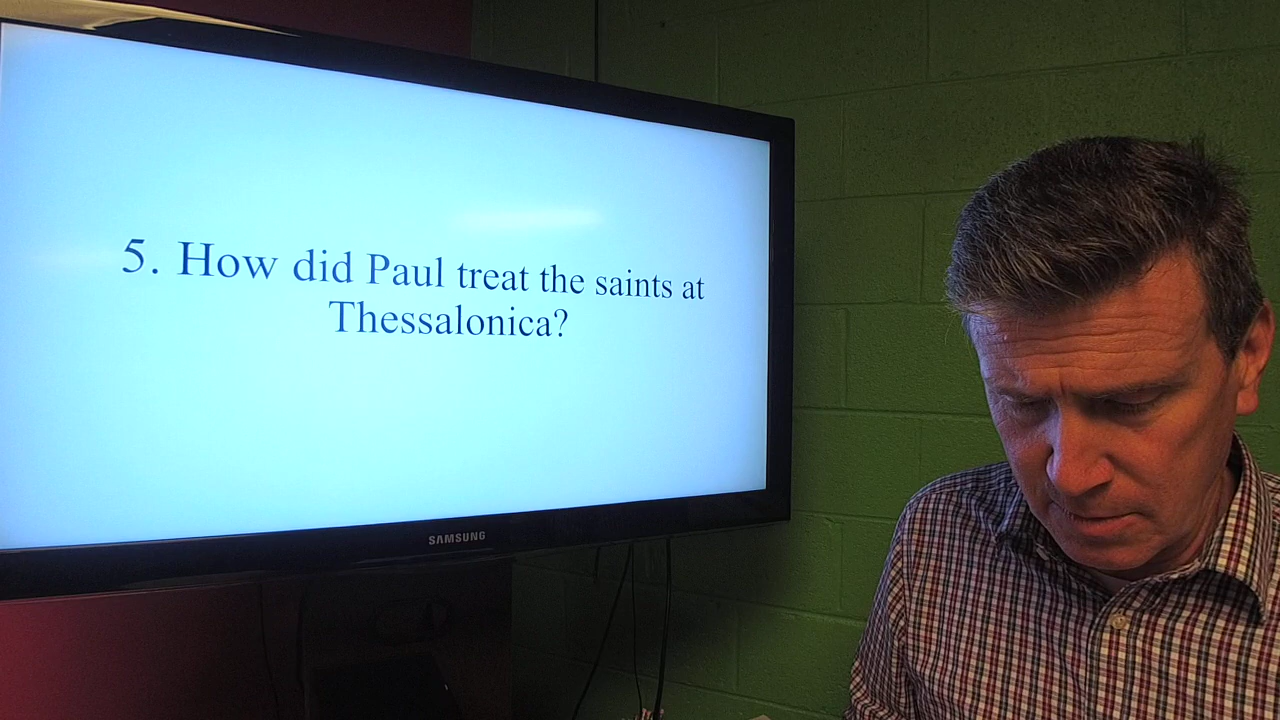 5. How did Paul treat the saints at
Thessalonica?
SAMSUNG